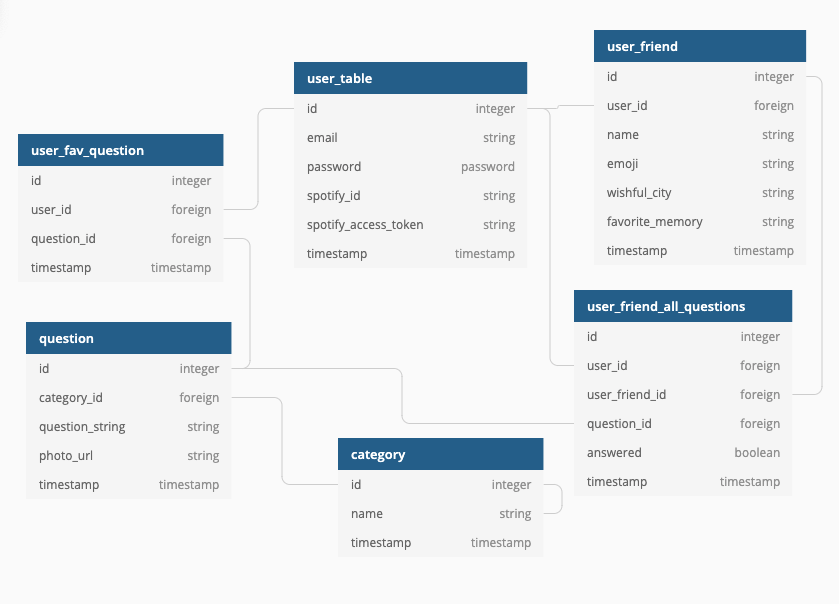 user_friend
id integer
user_id foreign
name string
emoji string
wishful_city string
favorite_memory string
timestamp timestamp
user_table
id integer
email string
password password
spotify_id string
spotify_access_token string
timestamp timestamp
user_fav_question
id integer
user_id foreign
question_id foreign
timestamp timestamp
user_friend_all_questions
id integer
user_id foreign
user_friend_id foreign
question_id foreign
answered boolean
timestamp timestamp
question
id integer
category_id foreign
question_string string
photo_url string
timestamp timestamp
category
id integer
name string
timestamp timestamp